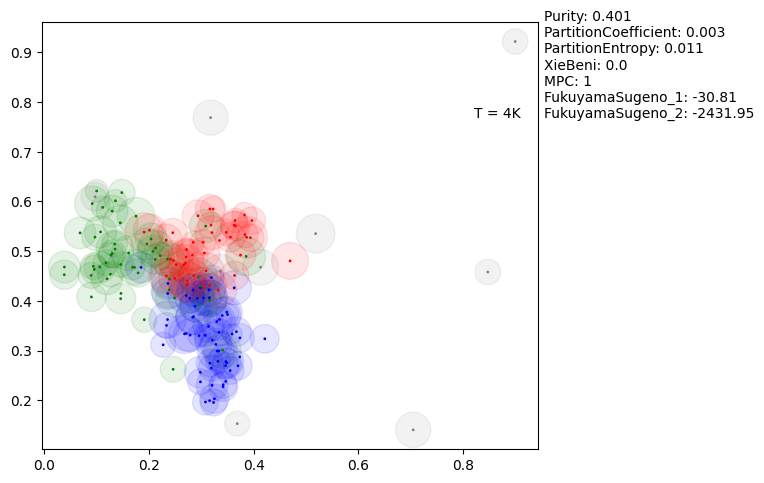 Purity: 0.401
PartitionCoefficient: 0.003
PartitionEntropy: 0.011
XieBeni: 0.0
MPC: 1
FukuyamaSugeno_1: -30.81
FukuyamaSugeno_2: -2431.95
T = 4K
0.9
0.8
0.7
0.6
0.5
0.4
0.3
0.2
0.0
0.2
0.4
0.6
0.8